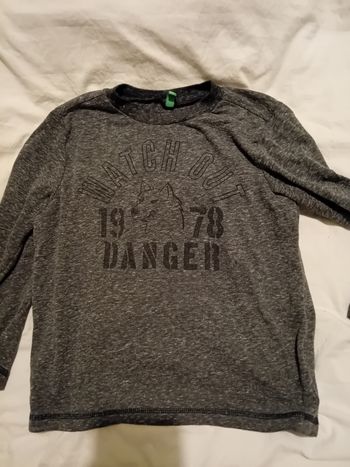 WATCH OUT
19 78
DANGER